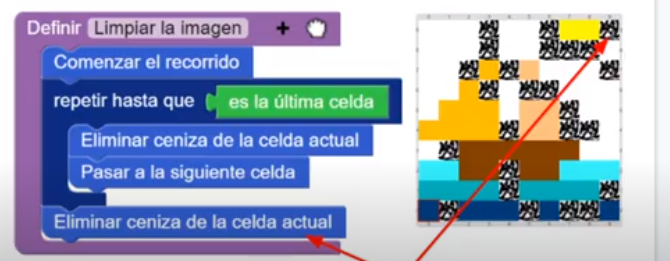 Definir Limpiar la imagen +
Comenzar el recorrido
repetir hasta que es la última celda
Eliminar ceniza de la celda actual
Pasar a la siguiente celda
Eliminar ceniza de la celda actual